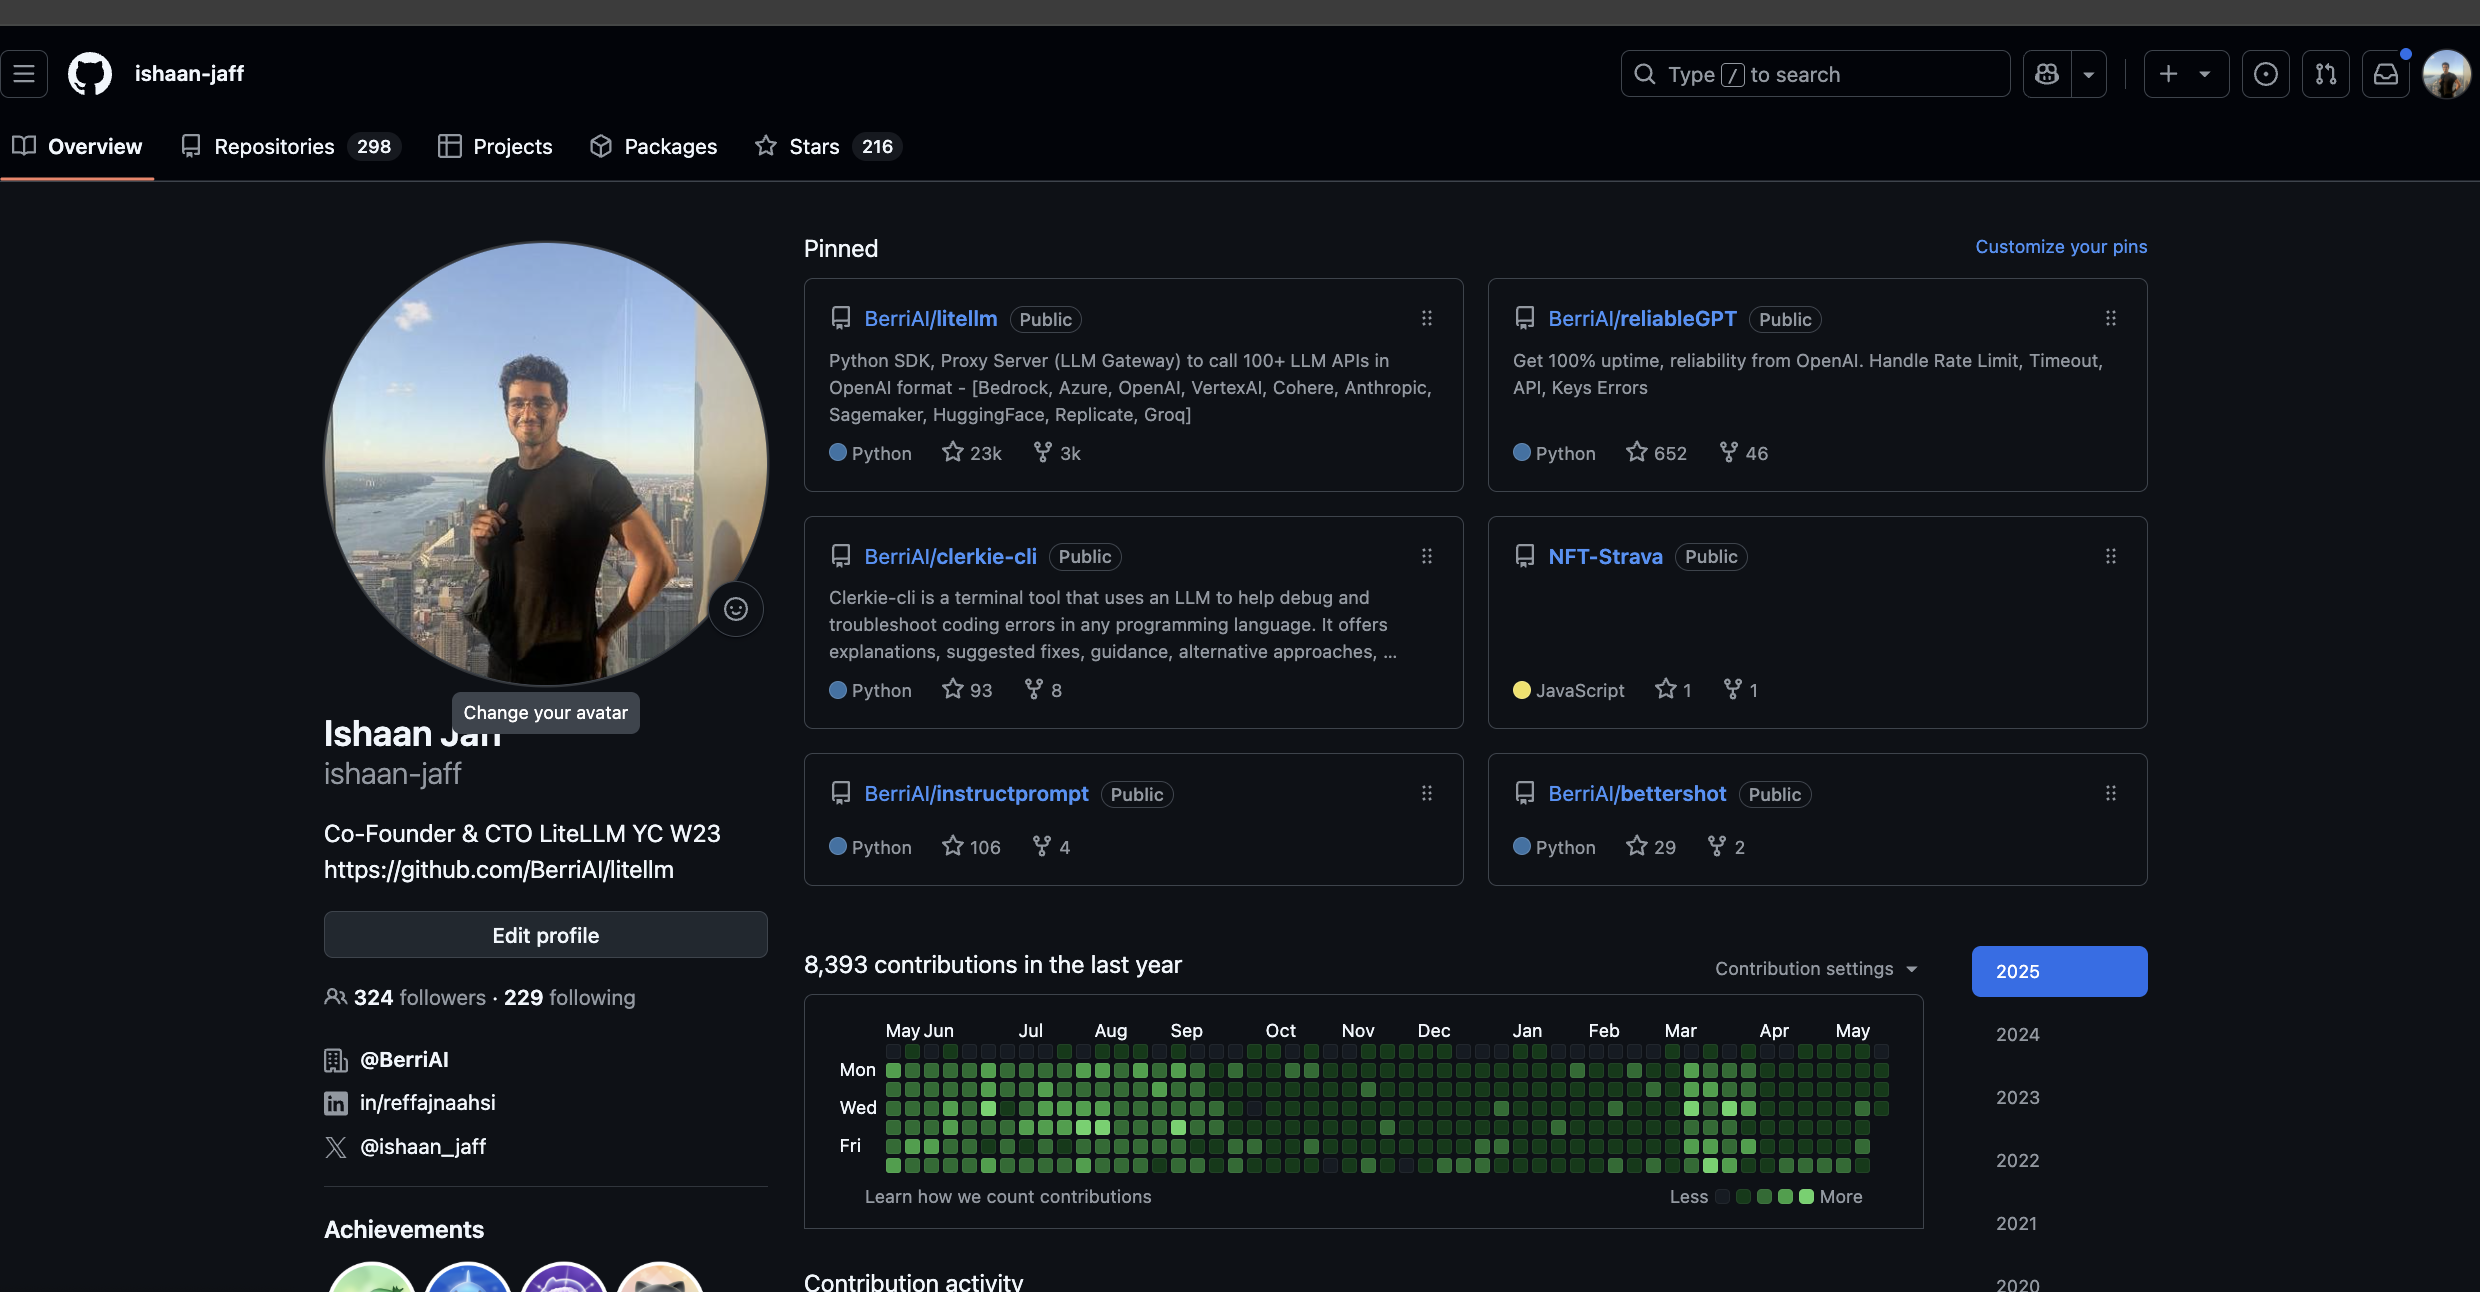 ishaan-jaff
Type / to search
Overview
Repositories 298
Projects
Packages
Stars 216
Change your avatar
Ishaan
ishaan-jaff
Co-Founder & CTO LiteLLM YC W23
https://github.com/BerriAI/litellm
Edit profile
324 followers · 229 following
@BerriAI
in/reffajnaahsi
@ishaan_jaff
Achievements
Pinned
Customize your pins
BerriAI/litellm Public
Python SDK, Proxy Server (LLM Gateway) to call 100+ LLM APIs in
OpenAI format - [Bedrock, Azure, OpenAI, VertexAI, Cohere, Anthropic,
Sagemaker, HuggingFace, Replicate, Groq]
Python 23k 3k
BerriAI/reliableGPT Public
Get 100% uptime, reliability from OpenAI. Handle Rate Limit, Timeout,
API, Keys Errors
Python 652 46
BerriAI/clerkie-cli Public
Clerkie-cli is a terminal tool that uses an LLM to help debug and
troubleshoot coding errors in any programming language. It offers
explanations, suggested fixes, guidance, alternative approaches, ...
Python 93 8
NFT-Strava Public
JavaScript 1 1
BerriAI/instructprompt Public
Python 106 4
BerriAI/bettershot Public
Python 29 2
8,393 contributions in the last year
Contribution settings
May Jun Jul Aug Sep Oct Nov Dec Jan Feb Mar Apr May
Mon
Wed
Fri
Learn how we count contributions
Less More
2025
2024
2023
2022
2021
2020
Contribution activity